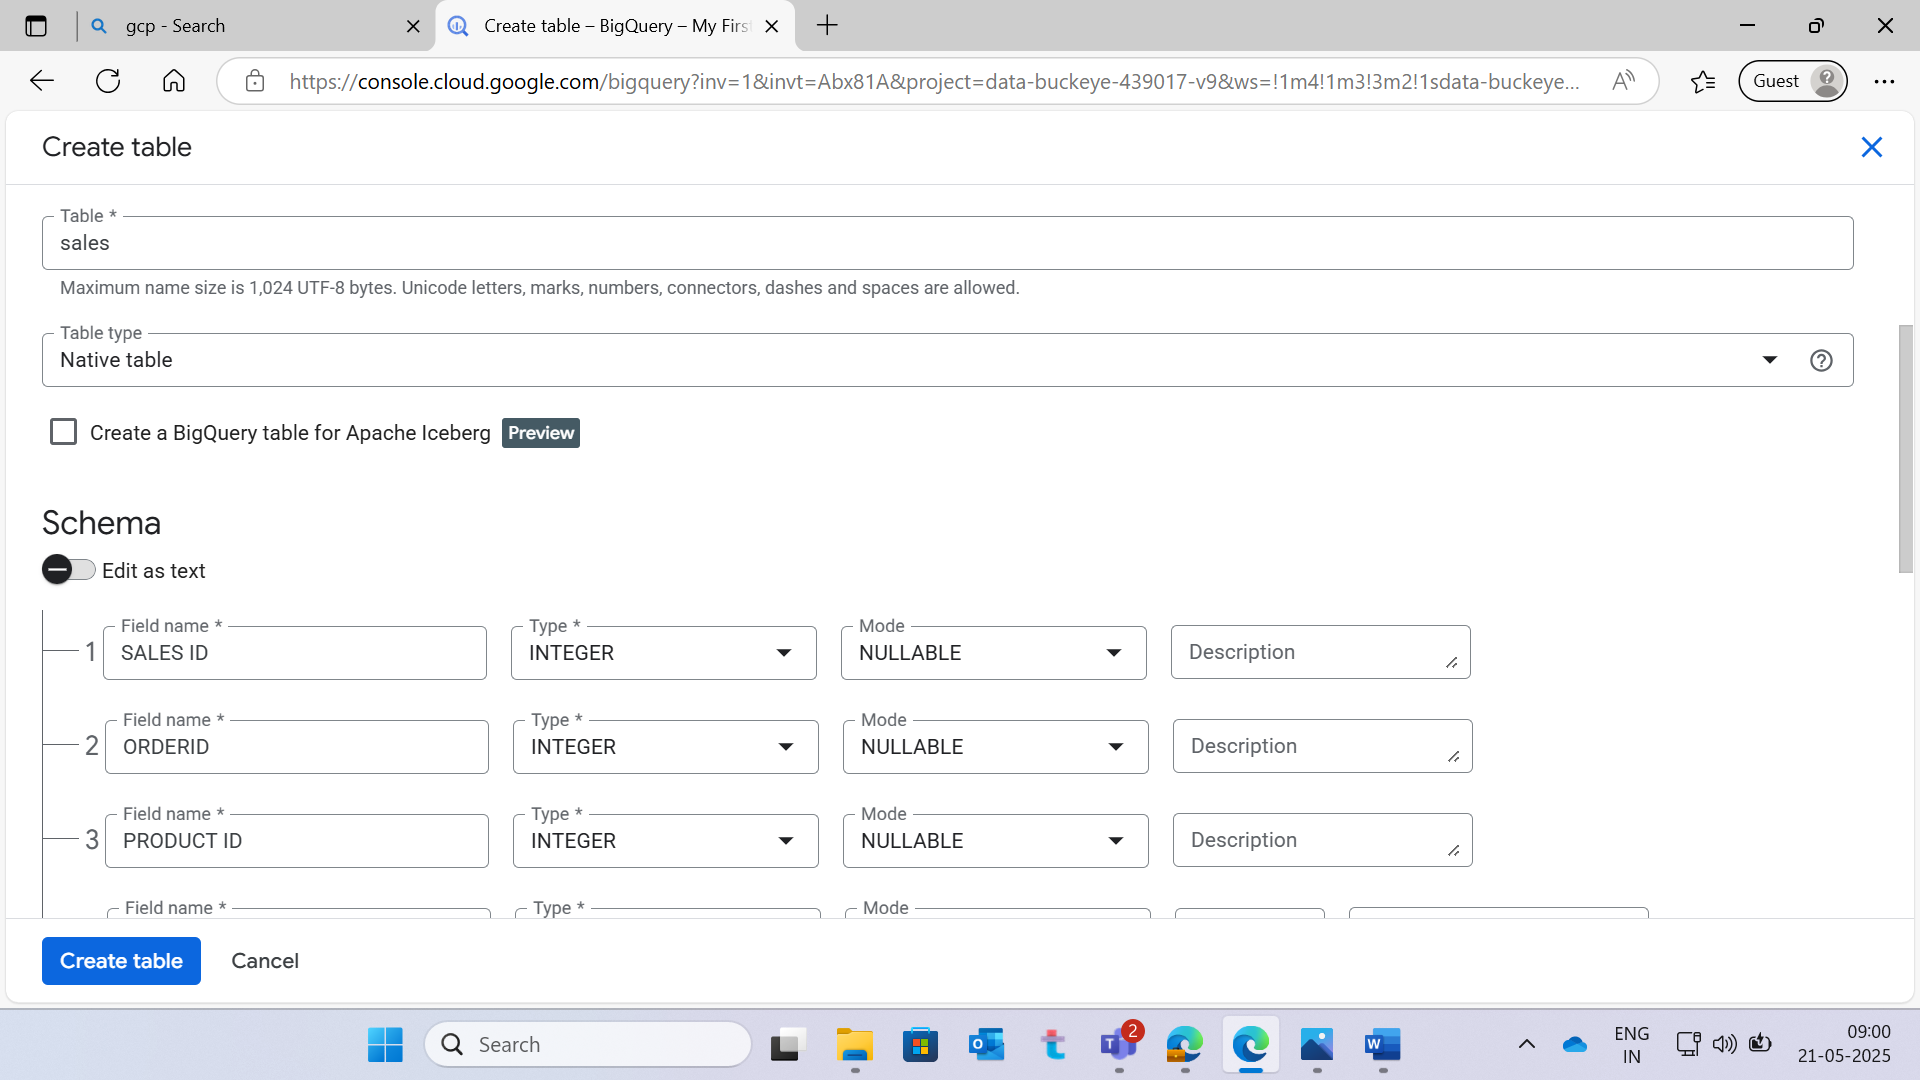 gcp - Search
Create table – BigQuery – My Firs
https://console.cloud.google.com/bigquery?inv=1&invt=Abx81A&project=data-buckeye-439017-v9&ws=!1m4!1m3!3m2!1sdata-buckeye...
Guest
Create table
Table *
sales
Maximum name size is 1,024 UTF-8 bytes. Unicode letters, marks, numbers, connectors, dashes and spaces are allowed.
Table type
Native table
Create a BigQuery table for Apache Iceberg Preview
Schema
Edit as text
Field name * Type * Mode
1 SALES ID INTEGER NULLABLE Description
Field name * Type * Mode
2 ORDERID INTEGER NULLABLE Description
Field name * Type * Mode
3 PRODUCT ID INTEGER NULLABLE Description
Field name * Type * Mode
Create table Cancel
Search
2
ENG
IN
09:00
21-05-2025